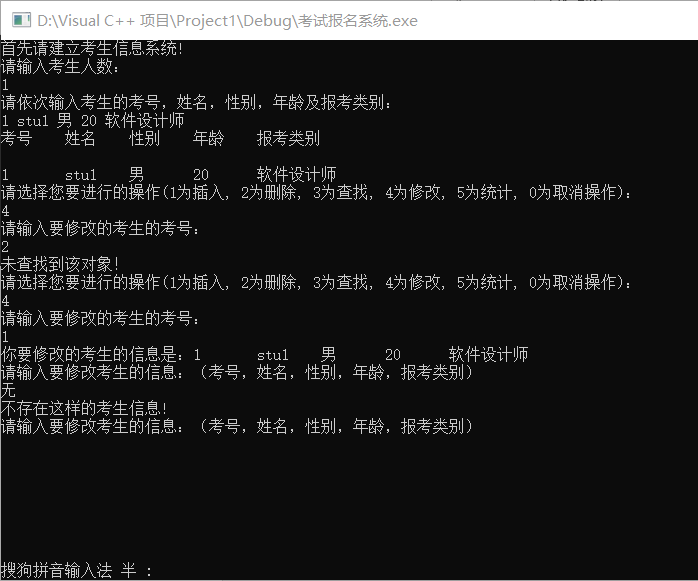 D:\Visual C++ 项目\Project1\Debug\考试报名系统.exe
首先请建立考生信息系统!
请输入考生人数:
1
请依次输入考生的考号，姓名，性别，年龄及报考类别:
1 stu1 男 20 软件设计师
考号 姓名 性别 年龄 报考类别
1 stu1 男 20 软件设计师
请选择您要进行的操作(1为插入, 2为删除, 3为查找, 4为修改, 5为统计, 0为取消操作):
4
请输入要修改的考生的考号:
2
未查找到该对象!
请选择您要进行的操作(1为插入, 2为删除, 3为查找, 4为修改, 5为统计, 0为取消操作):
4
请输入要修改的考生的考号:
1
你要修改的考生的信息是: 1 stu1 男 20 软件设计师
请输入要修改考生的信息: （考号，姓名，性别，年龄，报考类别）
无
不存在这样的考生信息!
请输入要修改考生的信息: （考号，姓名，性别，年龄，报考类别）
搜狗拼音输入法 半 :